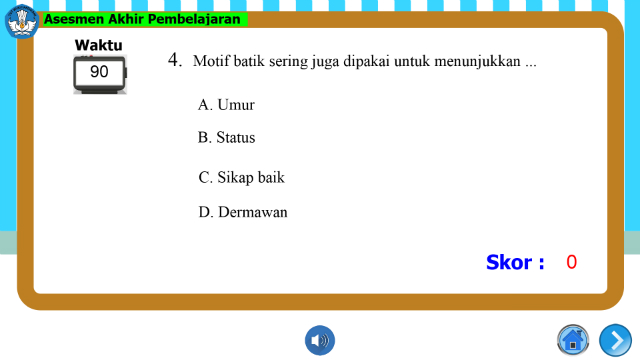 Asesmen Akhir Pembelajaran
Waktu
90
4. Motif batik sering juga dipakai untuk menunjukkan ...
A. Umur
B. Status
C. Sikap baik
D. Dermawan
Skor : 0